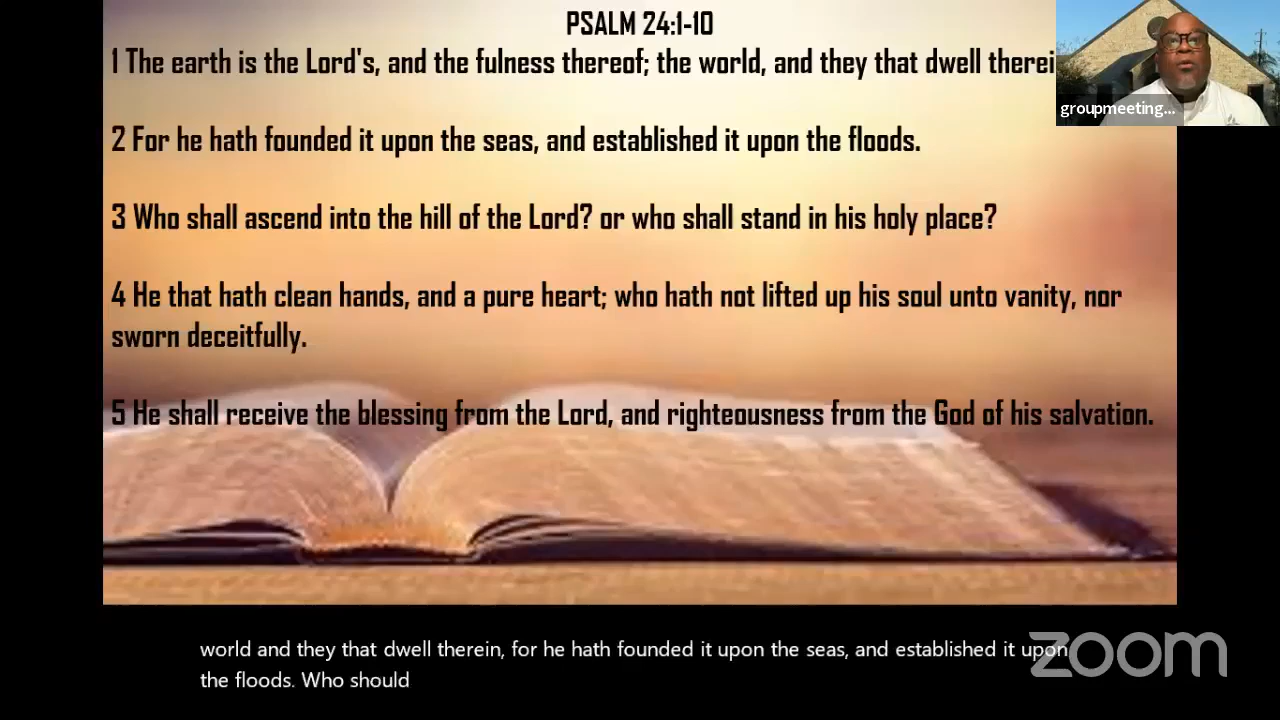 PSALM 24:1-10
1 The earth is the Lord's, and the fulness thereof; the world, and they that dwell therei
2 For he hath founded it upon the seas, and established it upon the floods.
3 Who shall ascend into the hill of the Lord? or who shall stand in his holy place?
4 He that hath clean hands, and a pure heart; who hath not lifted up his soul unto vanity, nor
sworn deceitfully.
5 He shall receive the blessing from the Lord, and righteousness from the God of his salvation.
groupmeeting...
world and they that dwell therein, for he hath founded it upon the seas, and established it upon
the floods. Who should
zoom